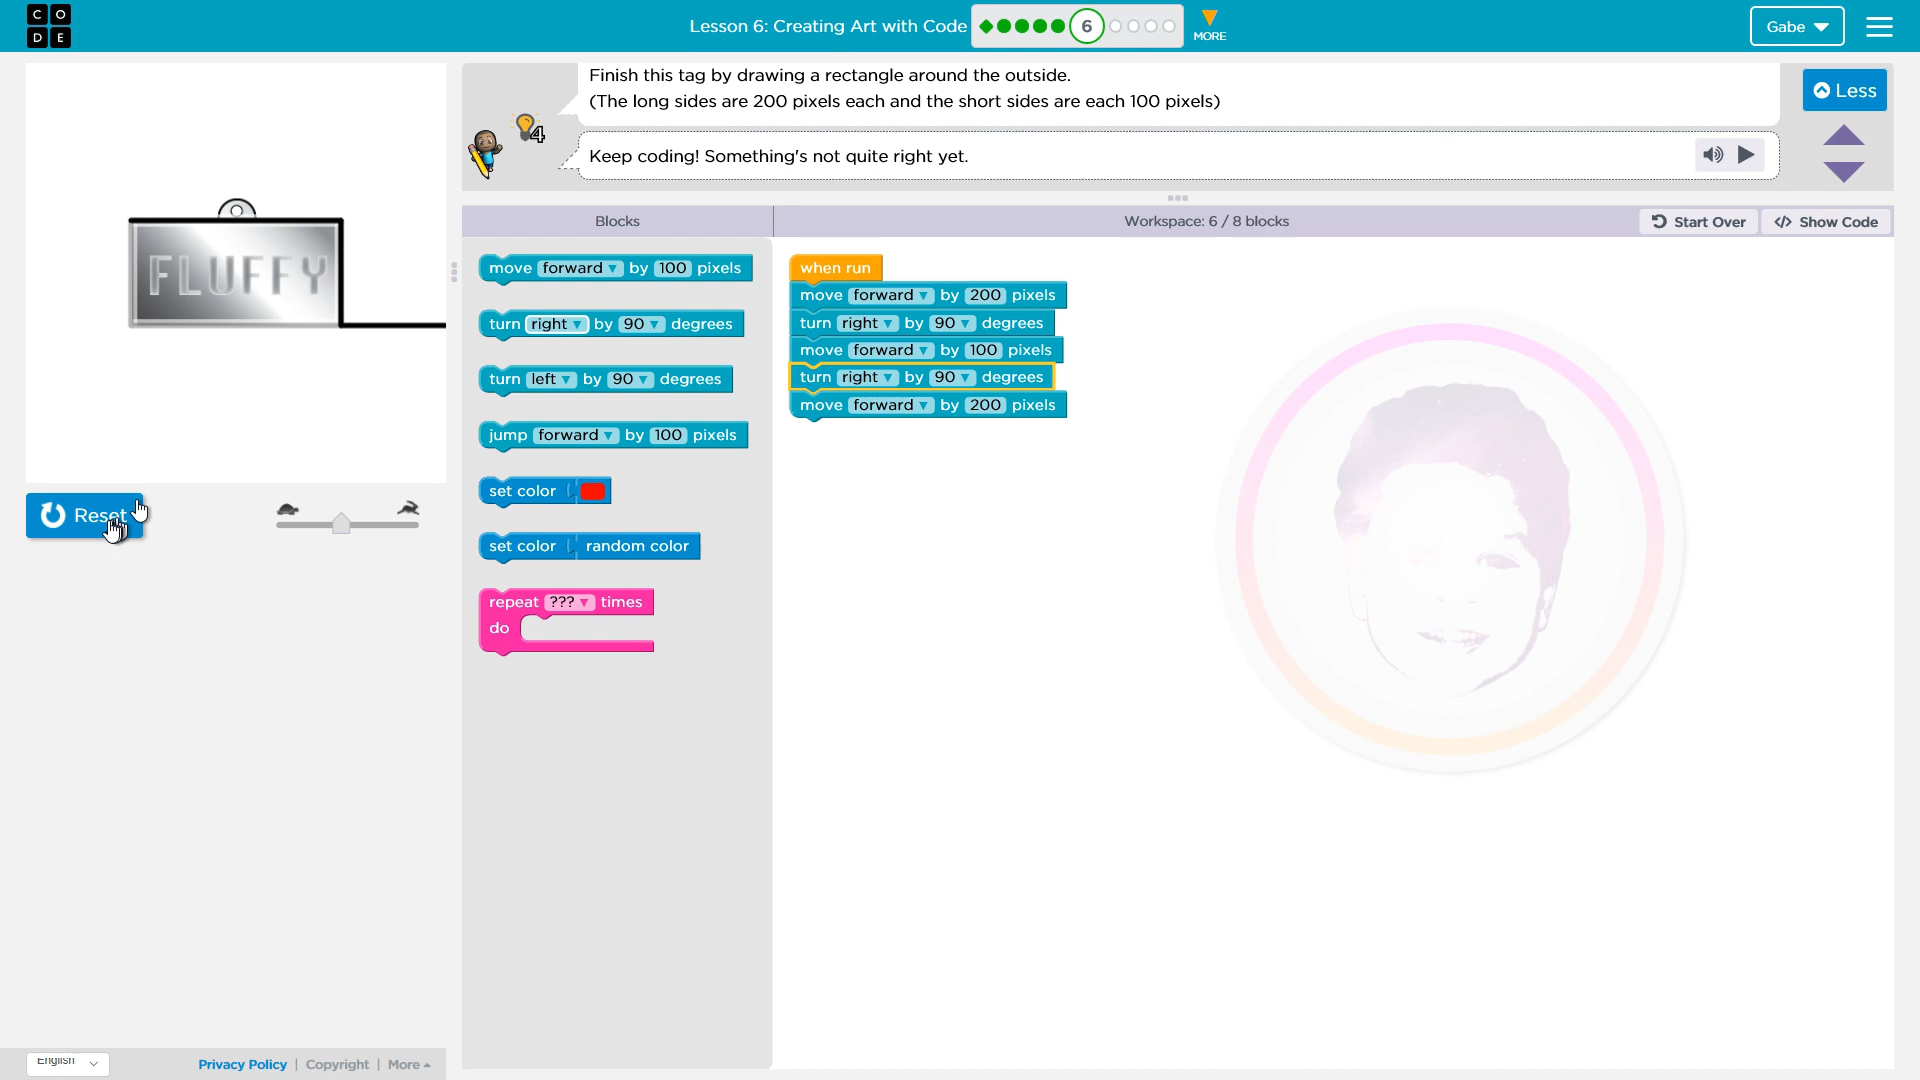 C O
D E
Lesson 6: Creating Art with Code
6
MORE
Gabe
Finish this tag by drawing a rectangle around the outside.
(The long sides are 200 pixels each and the short sides are each 100 pixels)
Less
4
Keep coding! Something's not quite right yet.
Blocks
Workspace: 6 / 8 blocks
Start Over
Show Code
FLUFFY
Reset
move forward by 100 pixels
turn right by 90 degrees
turn left by 90 degrees
jump forward by 100 pixels
set color
set color random color
repeat ??? times
do
when run
move forward by 200 pixels
turn right by 90 degrees
move forward by 100 pixels
turn right by 90 degrees
move forward by 200 pixels
English
Privacy Policy | Copyright | More